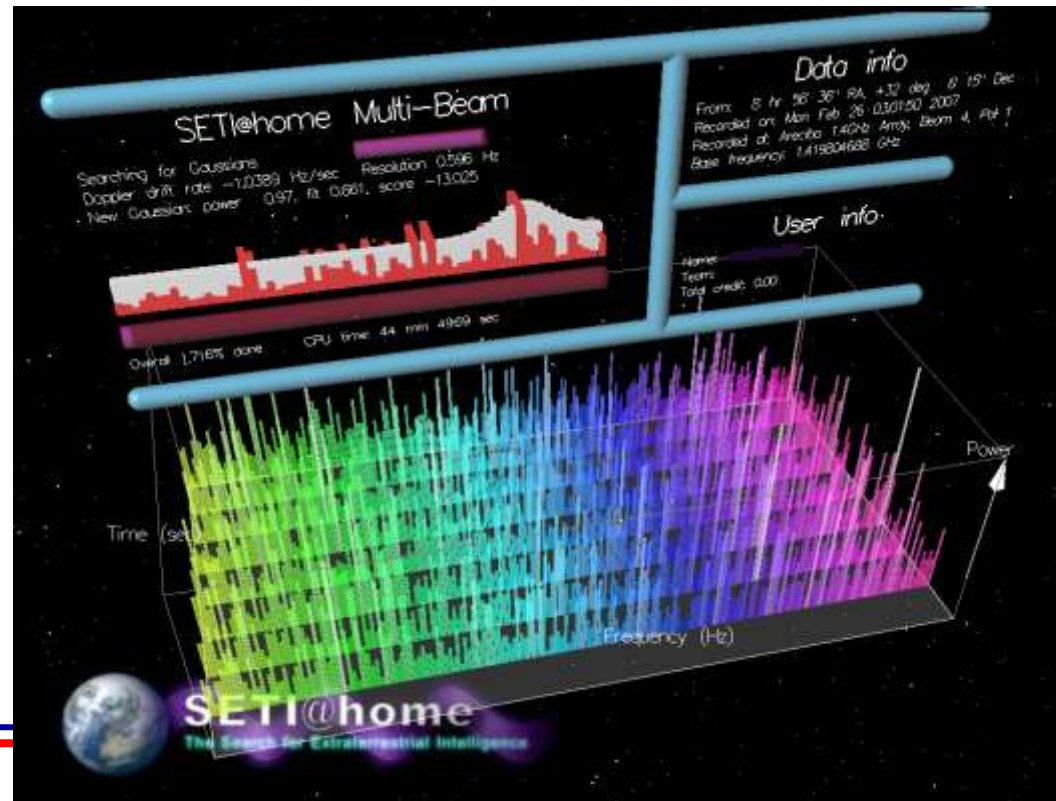 SETI@home Multi-Beam
Searching for Gaussians
Doppler drift rate -1.0389 Hz/sec Resolution 0.596 Hz
New Gaussian: power 0.97, fit 0.661, score -13.025
Overall 1.716% done CPU time: 44 min 49.69 sec
Data info
From: 8 hr 56' 36" RA, +32 deg 15" Dec
Recorded on: Mon Feb 26 03:01:50 2007
Recorded at: Arecibo 1.4GHz Array, Beam 4, Pol 1
Base frequency: 1.419804688 GHz
User info
Name:
Team:
Total credit: 0.00
Power
Time (sec)
Frequency (Hz)
SETI@home
The Search for Extraterrestrial Intelligence